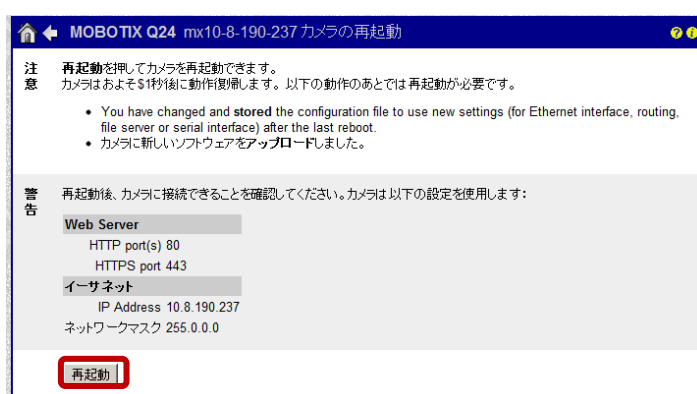 MOBOTIX Q24 mx10-8-190-237 カメラの再起動
注意
再起動を押してカメラを再起動できます。
カメラはおよそ$1秒後に動作復帰します。以下の動作のあとでは再起動が必要です。
• You have changed and stored the configuration file to use new settings (for Ethernet interface, routing,
file server or serial interface) after the last reboot.
• カメラに新しいソフトウェアをアップロードしました。
警告
再起動後、カメラに接続できることを確認してください。カメラは以下の設定を使用します：
Web Server
HTTP port(s) 80
HTTPS port 443
イーサネット
IP Address 10.8.190.237
ネットワークマスク 255.0.0.0
再起動